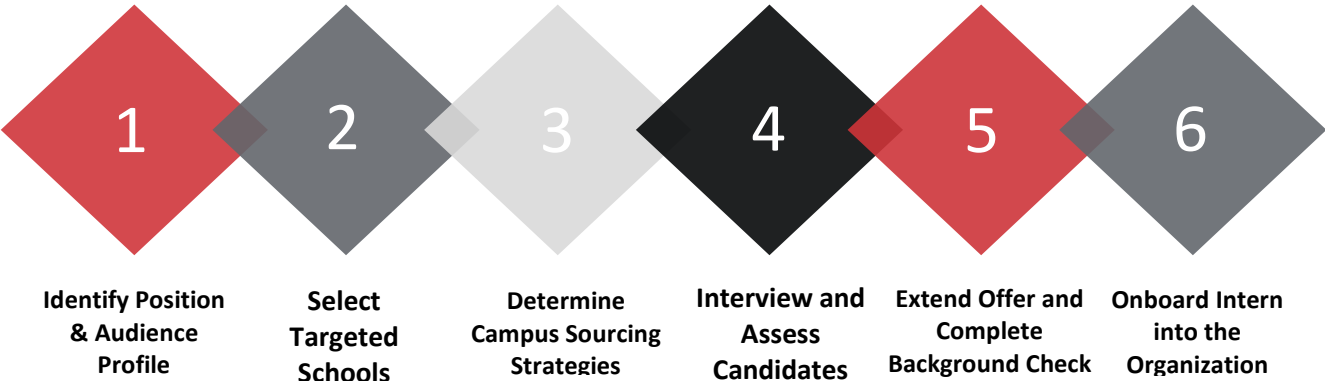 1
2
3
4
5
6
Identify Position
& Audience
Profile
Select
Targeted
Schools
Determine
Campus Sourcing
Strategies
Interview and
Assess
Candidates
Extend Offer and
Complete
Background Check
Onboard Intern
into the
Organization